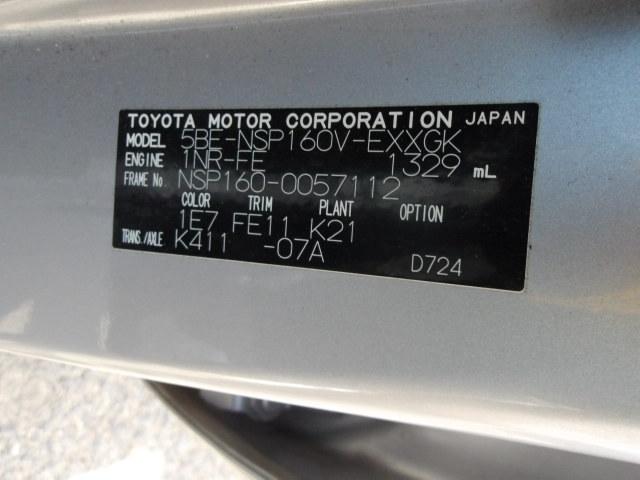 TOYOTA MOTOR CORPORATION JAPAN
MODEL 5BE-NSP160V-EXXGK
ENGINE 1NR-FE 1329 mL
FRAME No. NSP160-0057112
COLOR TRIM PLANT OPTION
1E7 FE11 K21
TRANS./AXLE K411 -07A
D724